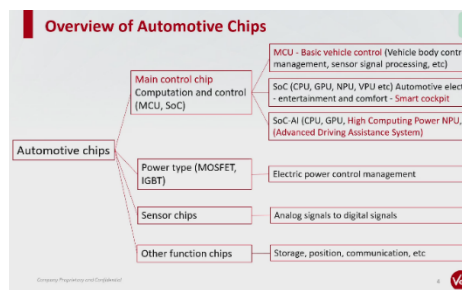 Overview of Automotive Chips
MCU - Basic vehicle control (Vehicle body contr
management, sensor signal processing, etc)
Main control chip
Computation and control
(MCU, SoC)
SoC (CPU, GPU, NPU, VPU etc) Automotive elect
- entertainment and comfort - Smart cockpit
SoC-AI (CPU, GPU, High Computing Power NPU,
(Advanced Driving Assistance System)
Automotive chips
Power type (MOSFET,
IGBT)
Electric power control management
Sensor chips
Analog signals to digital signals
Other function chips
Storage, position, communication, etc
Company Proprietary and Confidential
Ve